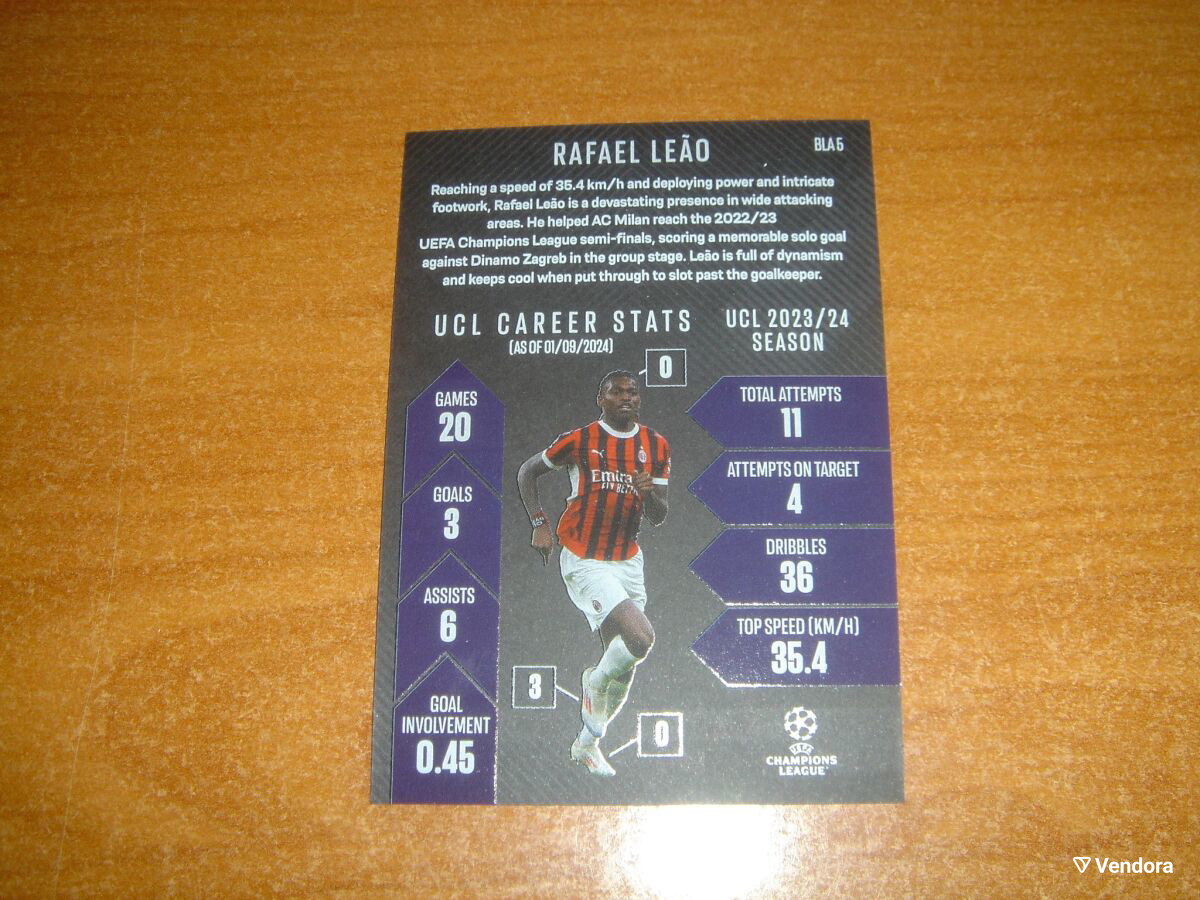 RAFAEL LEÃO
BLA 5
Reaching a speed of 35.4 km/h and deploying power and intricate
footwork, Rafael Leão is a devastating presence in wide attacking
areas. He helped AC Milan reach the 2022/23
UEFA Champions League semi-finals, scoring a memorable solo goal
against Dinamo Zagreb in the group stage. Leão is full of dynamism
and keeps cool when put through to slot past the goalkeeper.
UCL CAREER STATS
(AS OF 01/09/2024)
GAMES
20
GOALS
3
ASSISTS
6
GOAL
INVOLVEMENT
0.45
0
Emirates
FLY BETTER
3
0
UCL 2023/24
SEASON
TOTAL ATTEMPTS
11
ATTEMPTS ON TARGET
4
DRIBBLES
36
TOP SPEED (KM/H)
35.4
UEFA
CHAMPIONS
LEAGUE
Vendora